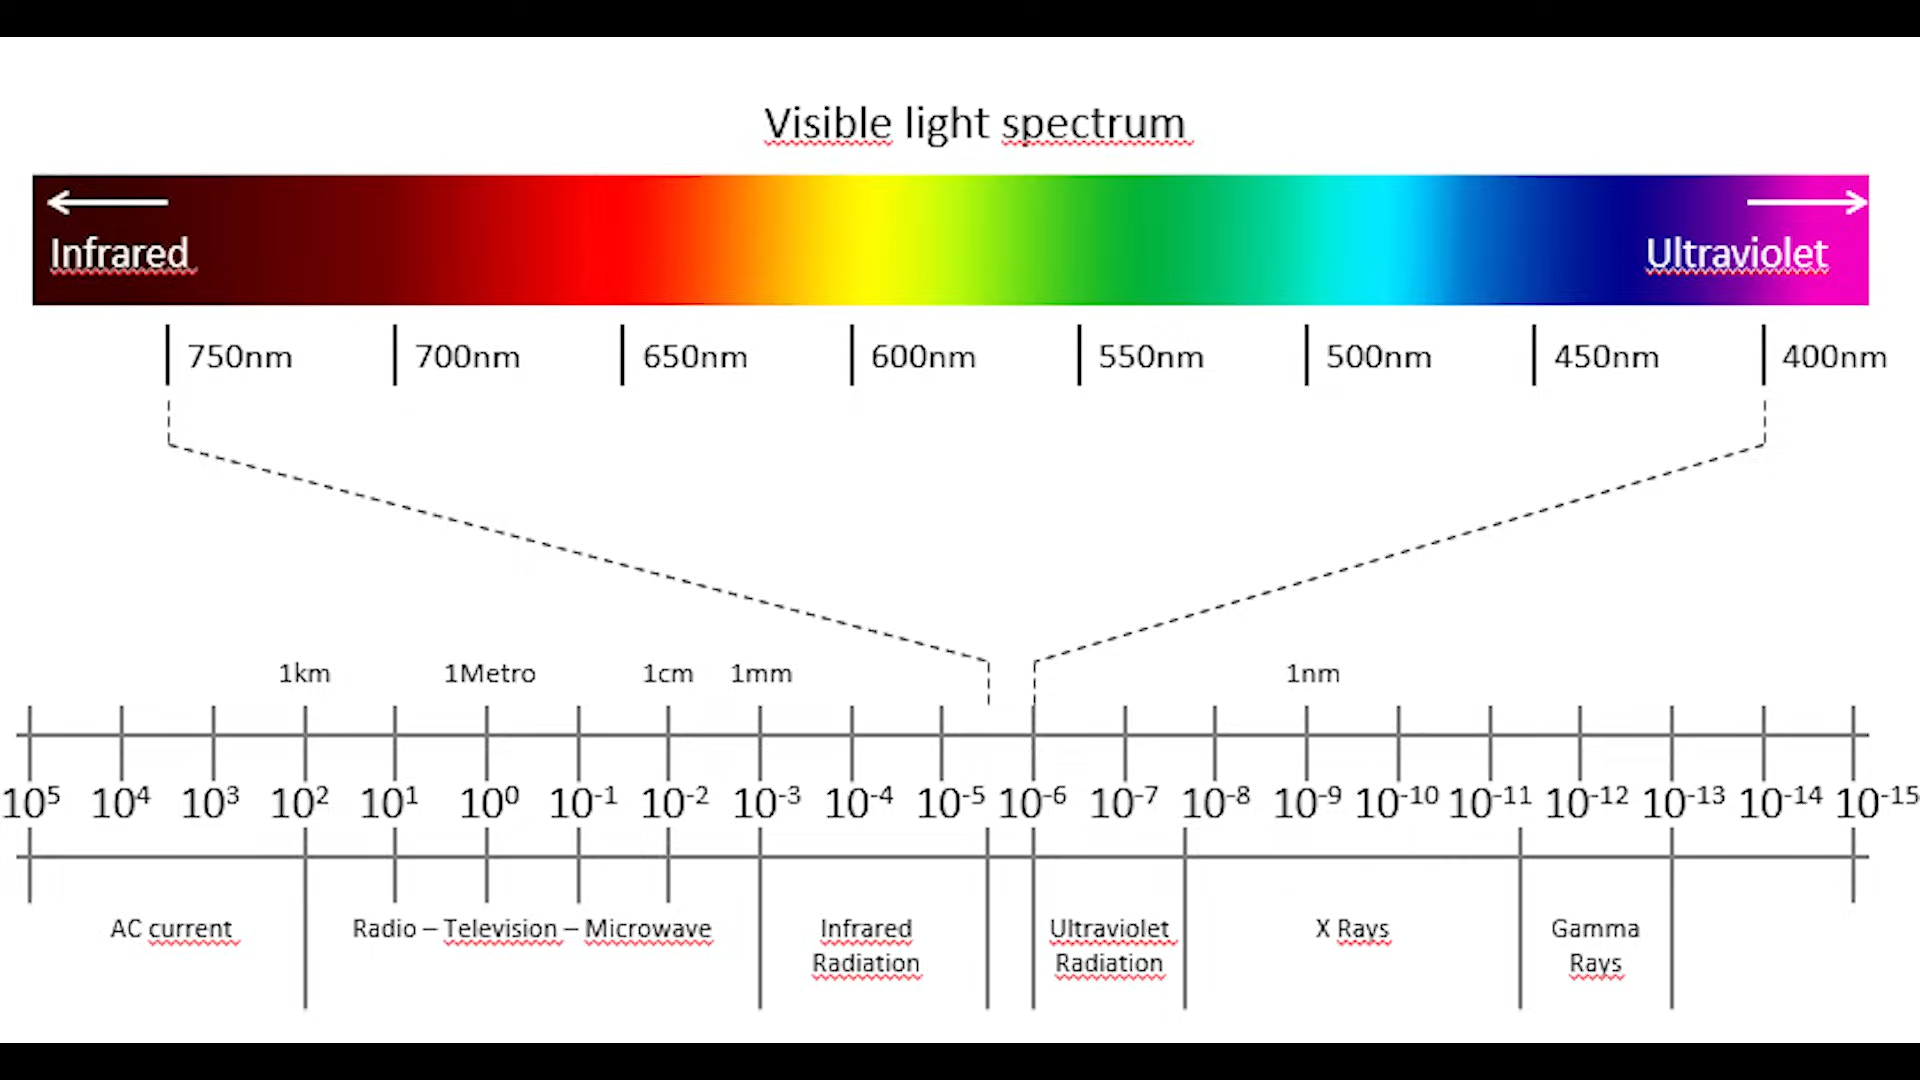 Visible light spectrum
Infrared
Ultraviolet
750nm 700nm 650nm 600nm 550nm 500nm 450nm 400nm
1km 1Metro 1cm 1mm 1nm
10⁵ 10⁴ 10³ 10² 10¹ 10⁰ 10⁻¹ 10⁻² 10⁻³ 10⁻⁴ 10⁻⁵ 10⁻⁶ 10⁻⁷ 10⁻⁸ 10⁻⁹ 10⁻¹⁰ 10⁻¹¹ 10⁻¹² 10⁻¹³ 10⁻¹⁴ 10⁻¹⁵
AC current
Radio – Television – Microwave
Infrared
Radiation
Ultraviolet
Radiation
X Rays
Gamma
Rays